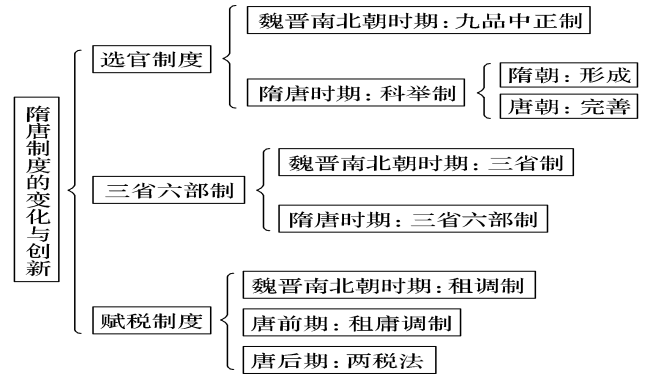 隋唐制度的变化与创新
选官制度
魏晋南北朝时期：九品中正制
隋唐时期：科举制
隋朝：形成
唐朝：完善
三省六部制
魏晋南北朝时期：三省制
隋唐时期：三省六部制
赋税制度
魏晋南北朝时期：租调制
唐前期：租庸调制
唐后期：两税法